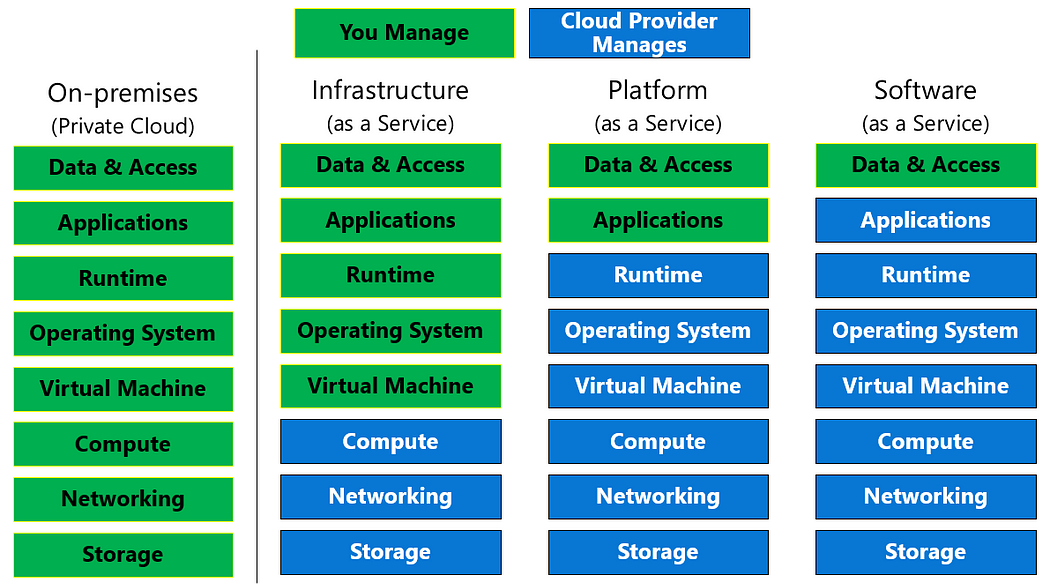 You Manage
Cloud Provider
Manages
On-premises
(Private Cloud)
Data & Access
Applications
Runtime
Operating System
Virtual Machine
Compute
Networking
Storage
Infrastructure
(as a Service)
Data & Access
Applications
Runtime
Operating System
Virtual Machine
Compute
Networking
Storage
Platform
(as a Service)
Data & Access
Applications
Runtime
Operating System
Virtual Machine
Compute
Networking
Storage
Software
(as a Service)
Data & Access
Applications
Runtime
Operating System
Virtual Machine
Compute
Networking
Storage